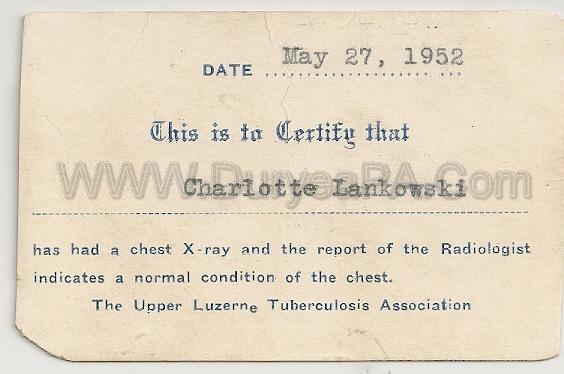 DATE May 27, 1952
This is to Certify that
WWW.DuryeaPA.Com
Charlotte Lankowski
has had a chest X-ray and the report of the Radiologist
indicates a normal condition of the chest.
The Upper Luzerne Tuberculosis Association